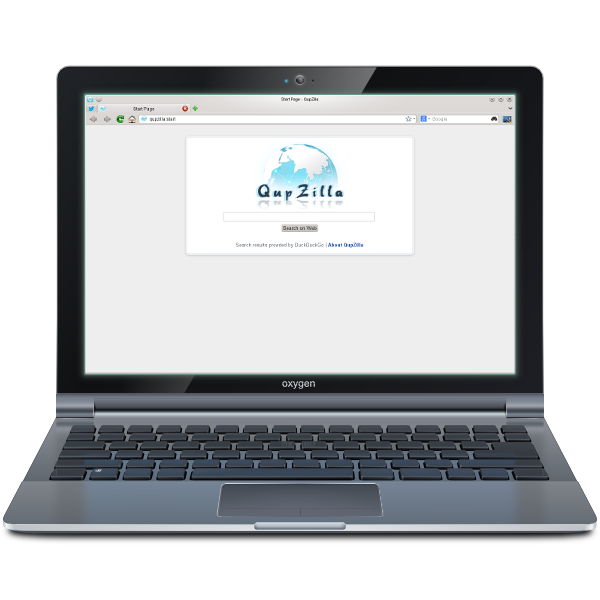 Start Page - QupZilla
Start Page
qupzilla:start
Google
QupZilla
Search on Web
Search results provided by DuckDuckGo | About QupZilla
oxygen